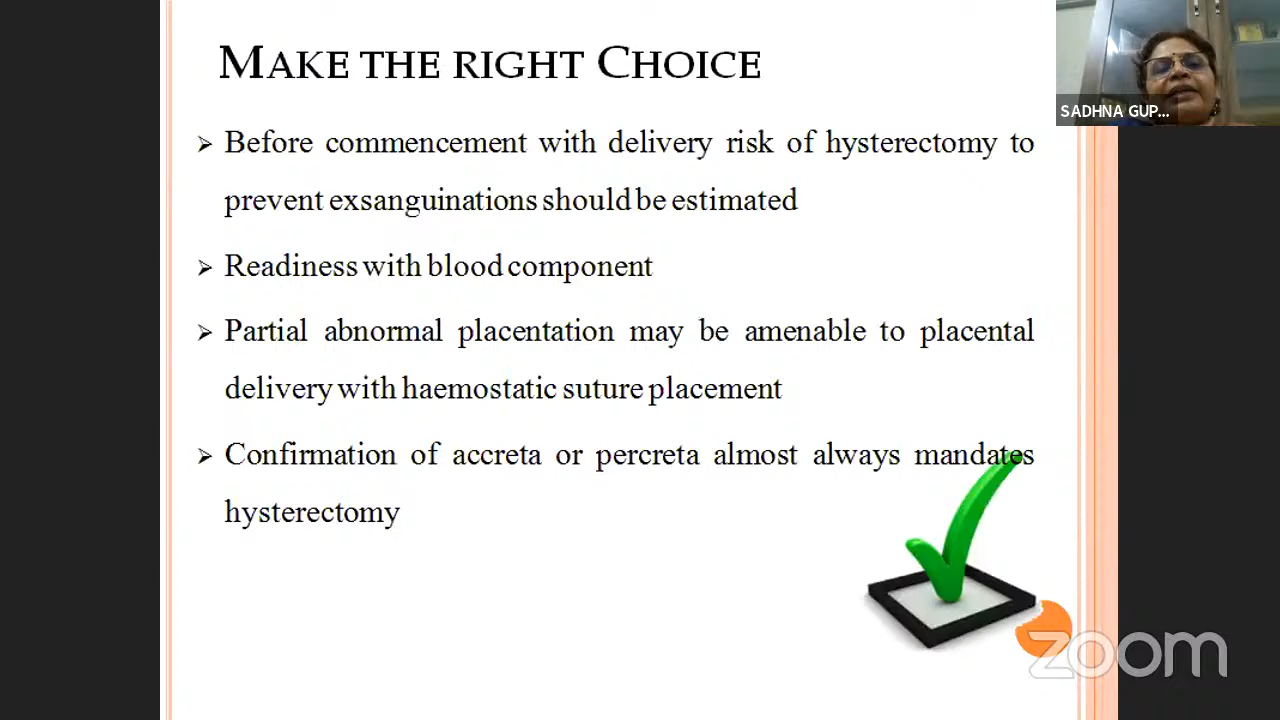 MAKE THE RIGHT CHOICE
SADHNA GUP...
➢ Before commencement with delivery risk of hysterectomy to
prevent exsanguinations should be estimated
➢ Readiness with blood component
➢ Partial abnormal placentation may be amenable to placental
delivery with haemostatic suture placement
➢ Confirmation of accreta or percreta almost always mandates
hysterectomy
zoom